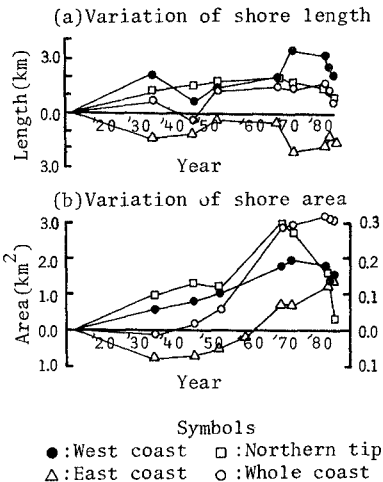 (a)Variation of shore length
Length(km)
3.0
0.0
3.0
'20 '30 '40 '50 '60 '70 '80
Year
(b)Variation of shore area
Area(km²)
3.0
2.0
1.0
0.0
1.0
0.3
0.2
0.1
0.0
0.1
'20 '30 '40 '50 '60 '70 '80
Year
Symbols
●:West coast □:Northern tip
△:East coast ○:Whole coast